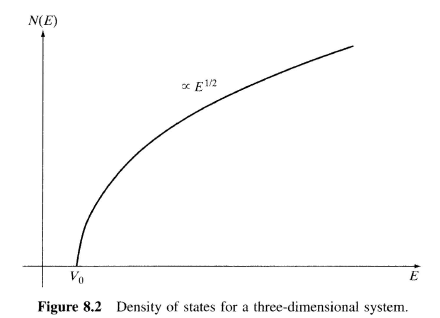 N(E)
∝ E^{1/2}
V_0
E
Figure 8.2 Density of states for a three-dimensional system.